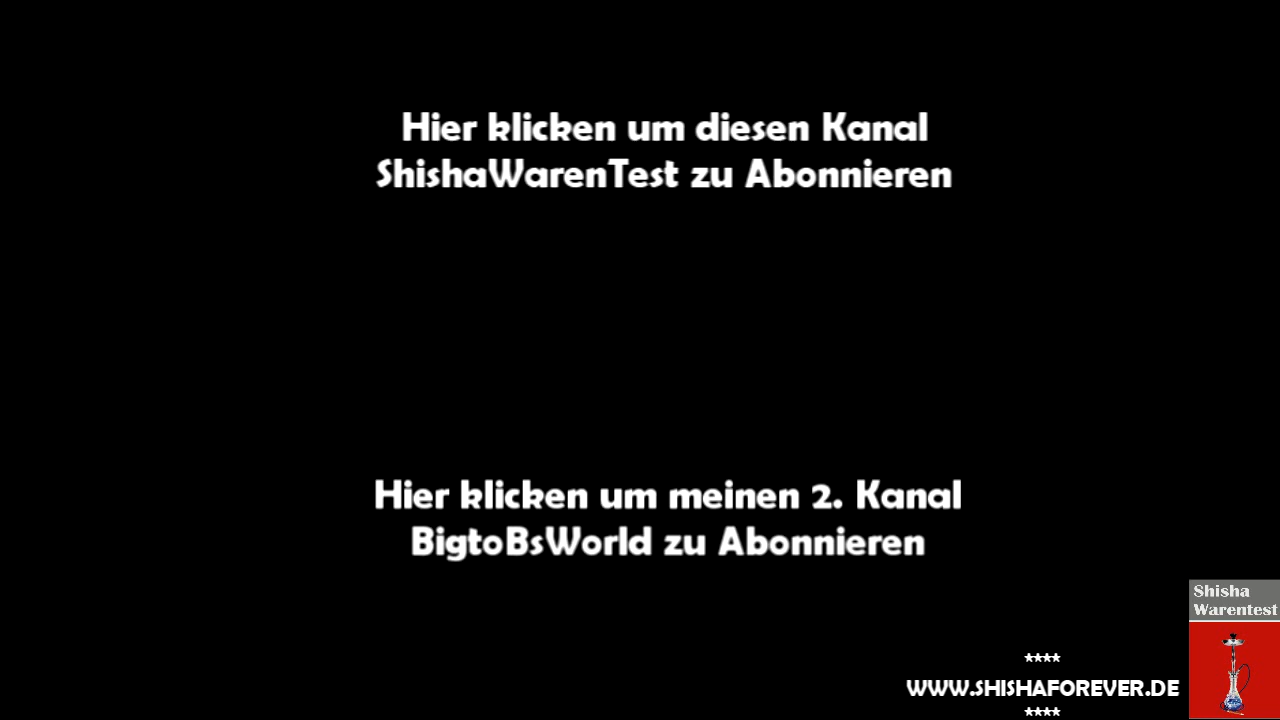 Hier klicken um diesen Kanal
ShishaWarenTest zu Abonnieren
Hier klicken um meinen 2. Kanal
BigtoBsWorld zu Abonnieren
Shisha
Warentest
****
WWW.SHISHAFOREVER.DE
****